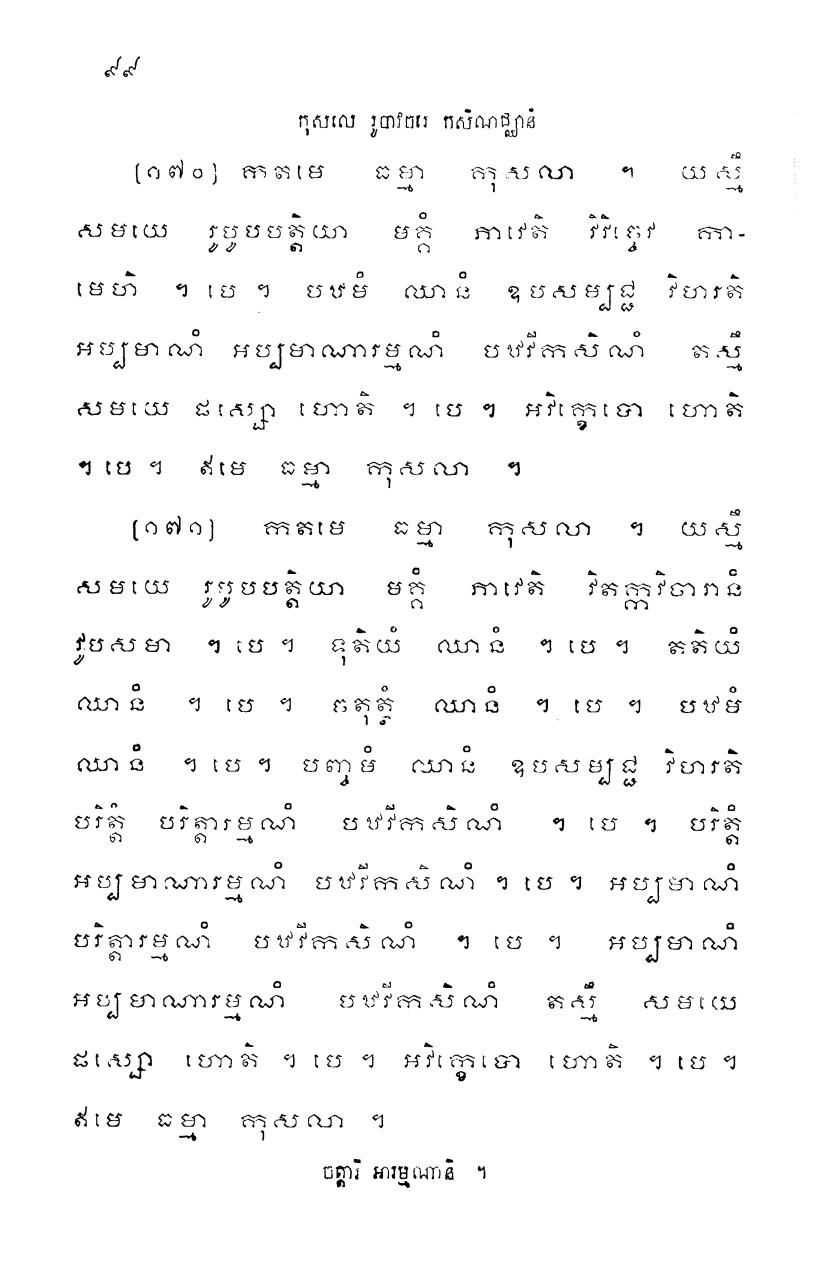 ៩៩
កុសលេ រូបាវចរេ កសិណជ្ឈានំ
(១៧០) កតមេ ធម្មា កុសលា ។ យស្មឹ
សមយេ រូបូបបត្តិយា មគ្គំ ភាវេតិ វិវិច្ចេវ កា-
មេហិ ។ បេ ។ បឋមំ ឈានំ ឧបសម្បជ្ជ វិហរតិ
អប្បមាណំ អប្បមាណារម្មណំ បឋវីកសិណំ តស្មឹ
សមយេ ផស្សោ ហោតិ ។ បេ ។ អវិក្ខេបោ ហោតិ
។ បេ ។ ឥមេ ធម្មា កុសលា ។
(១៧១) កតមេ ធម្មា កុសលា ។ យស្មឹ
សមយេ រូបូបបត្តិយា មគ្គំ ភាវេតិ វិតក្កវិចារានំ
វូបសមា ។ បេ ។ ទុតិយំ ឈានំ ។ បេ ។ តតិយំ
ឈានំ ។ បេ ។ ចតុត្ថំ ឈានំ ។ បេ ។ បឋមំ
ឈានំ ។ បេ ។ បញ្ចមំ ឈានំ ឧបសម្បជ្ជ វិហរតិ
បរិត្តំ បរិត្តារម្មណំ បឋវីកសិណំ ។ បេ ។ បរិត្តំ
អប្បមាណារម្មណំ បឋវីកសិណំ ។ បេ ។ អប្បមាណំ
បរិត្តារម្មណំ បឋវីកសិណំ ។ បេ ។ អប្បមាណំ
អប្បមាណារម្មណំ បឋវីកសិណំ តស្មឹ សមយេ
ផស្សោ ហោតិ ។ បេ ។ អវិក្ខេបោ ហោតិ ។ បេ ។
ឥមេ ធម្មា កុសលា ។
ចត្តារិ អារម្មណានិ ។